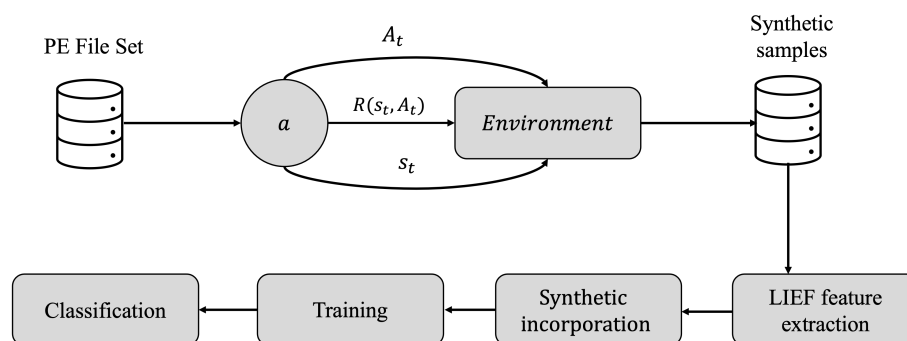 PE File Set
A_t
Synthetic
samples
a
R(s_t, A_t)
Environment
s_t
Classification
Training
Synthetic
incorporation
LIEF feature
extraction